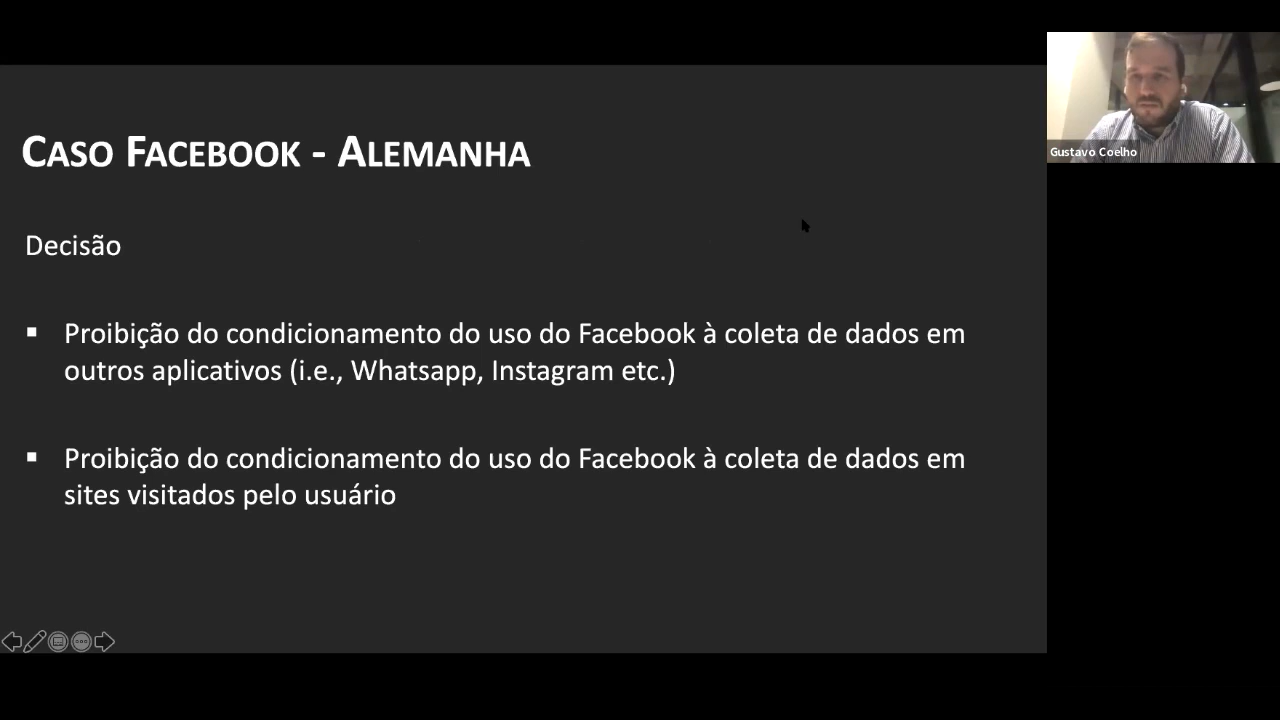 CASO FACEBOOK - ALEMANHA
Decisão
Proibição do condicionamento do uso do Facebook à coleta de dados em
outros aplicativos (i.e., Whatsapp, Instagram etc.)
Proibição do condicionamento do uso do Facebook à coleta de dados em
sites visitados pelo usuário
Gustavo Coelho